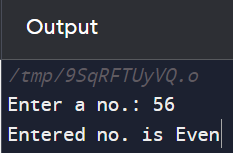 Output
/tmp/9SqRFTUyVQ.o
Enter a no.: 56
Entered no. is Even